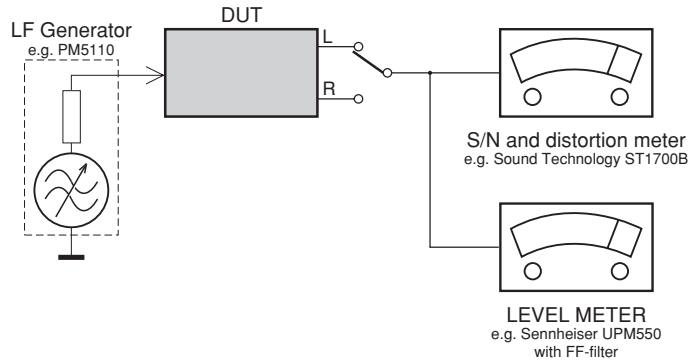 DUT
LF Generator
e.g. PM5110
L
R
S/N and distortion meter
e.g. Sound Technology ST1700B
LEVEL METER
e.g. Sennheiser UPM550
with FF-filter